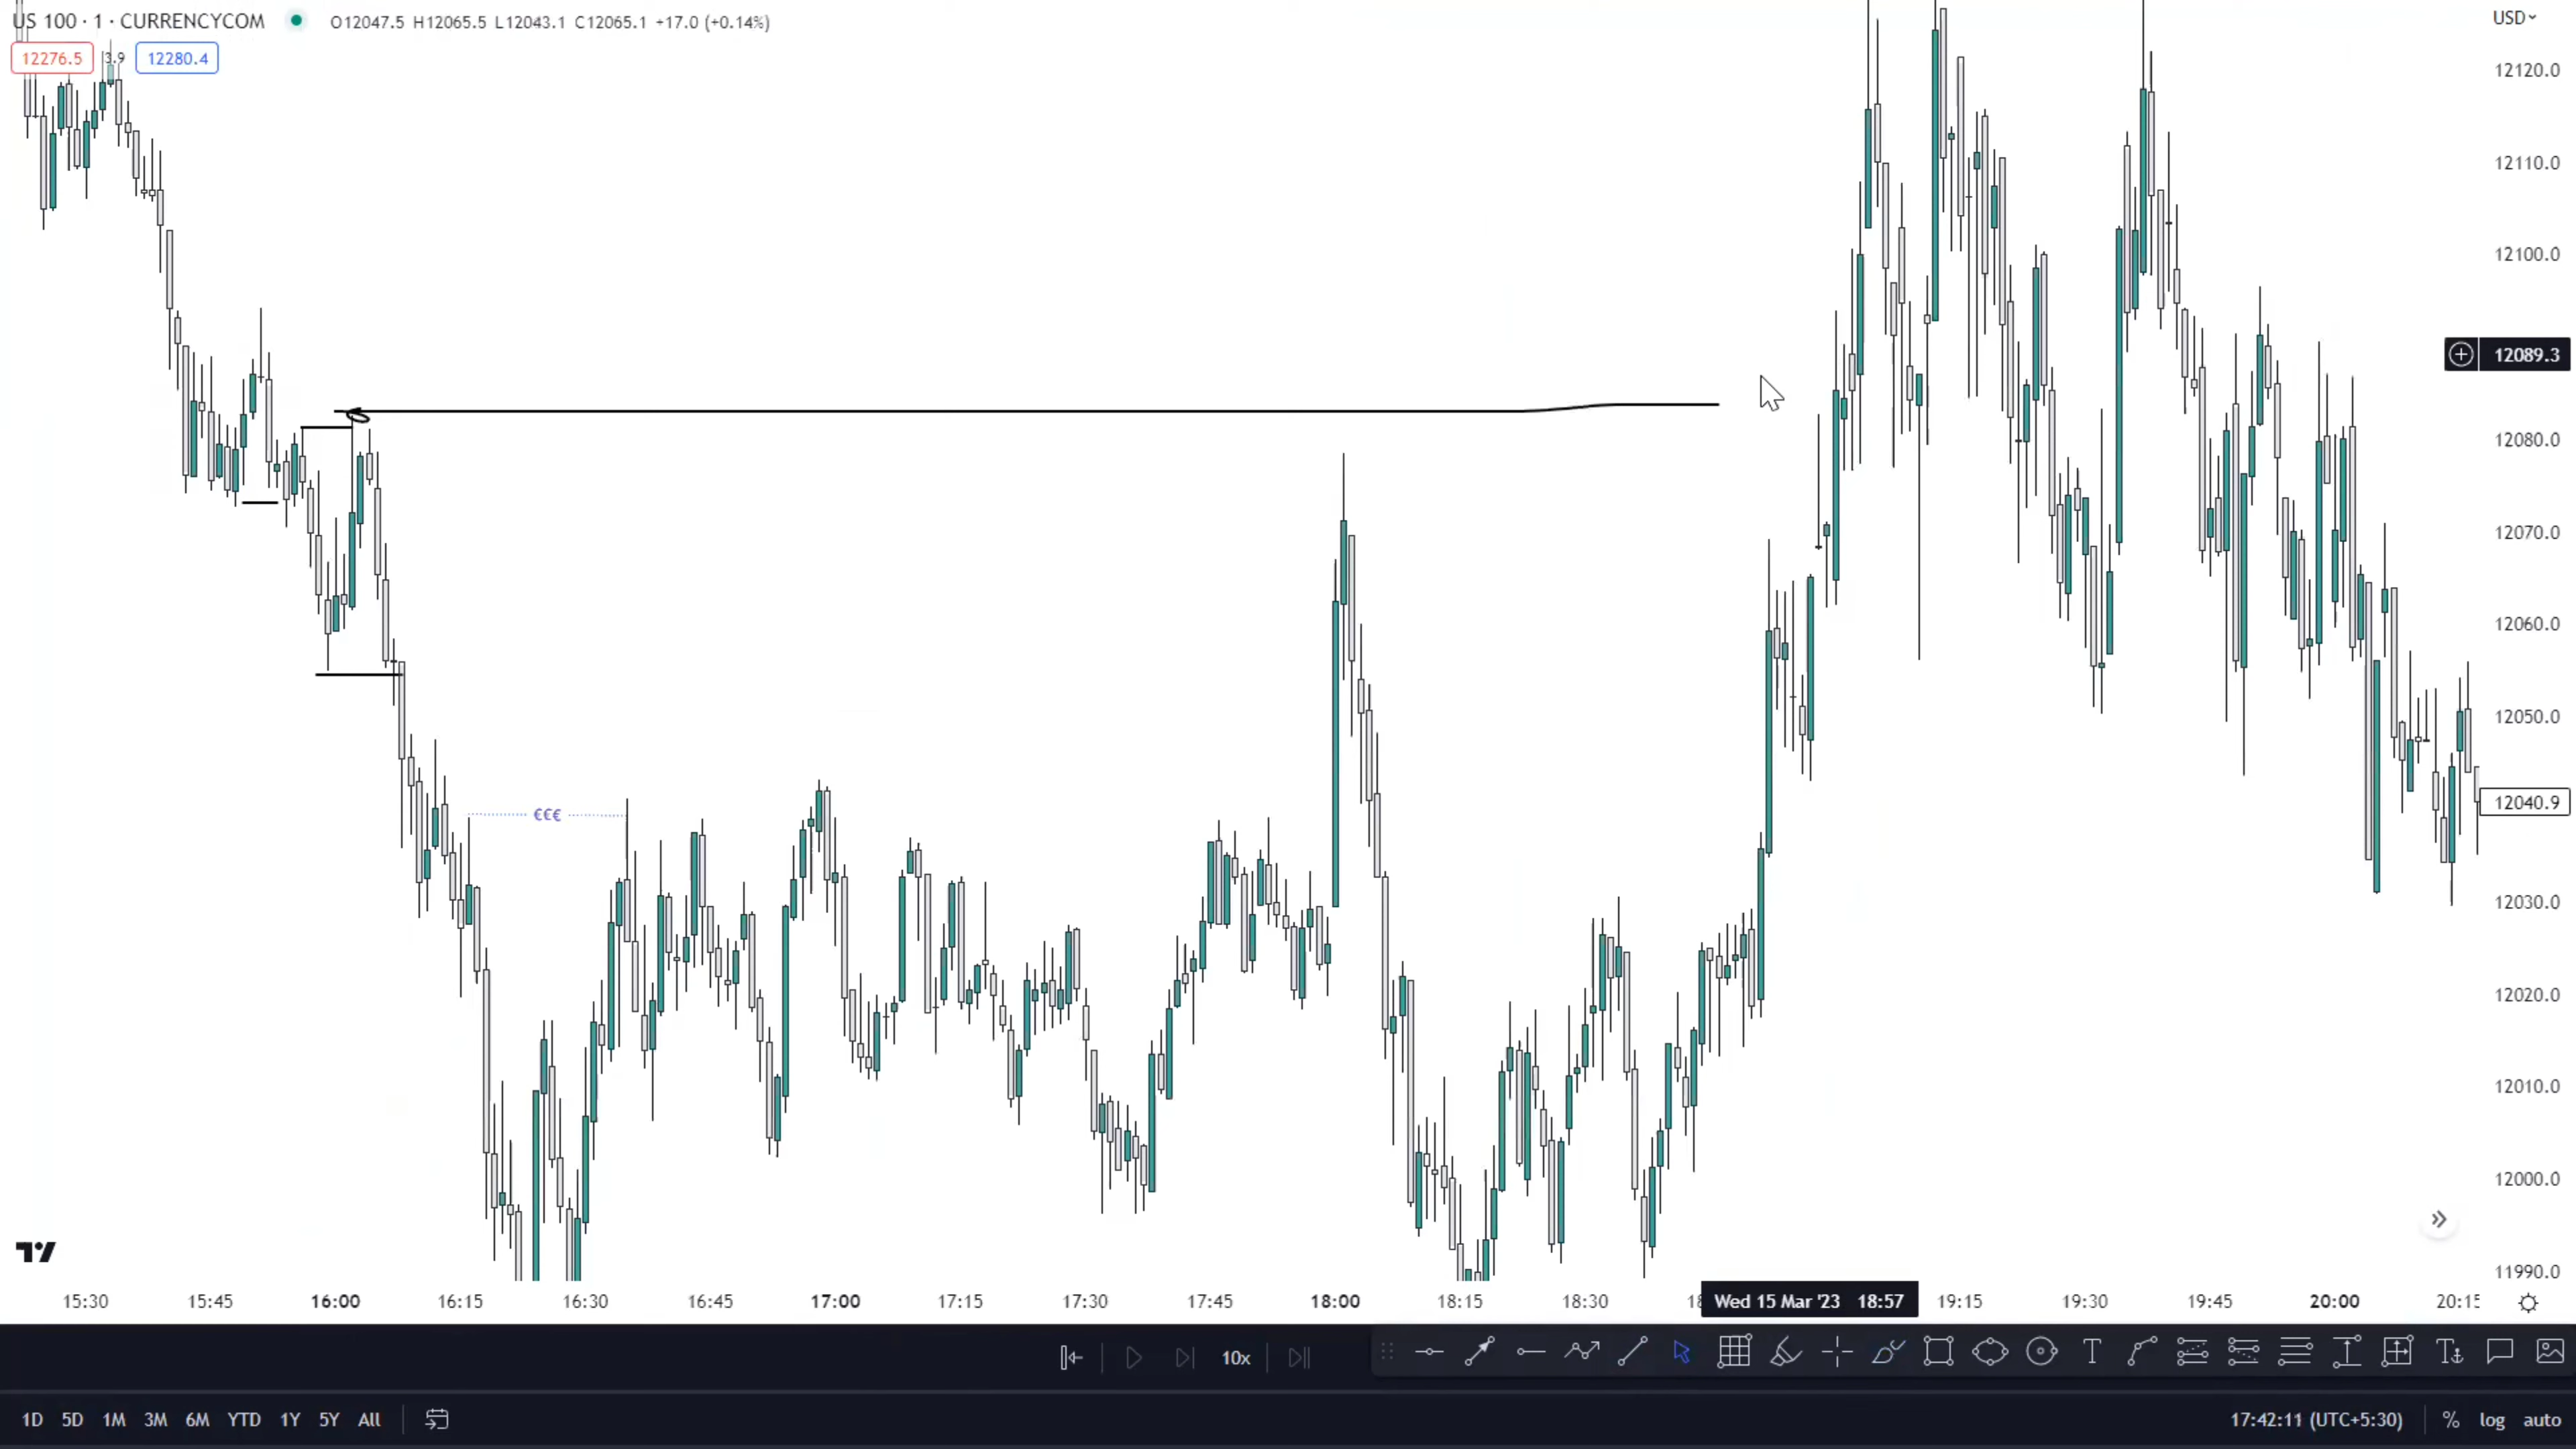 US 100 · 1 · CURRENCYCOM O12047.5 H12065.5 L12043.1 C12065.1 +17.0 (+0.14%)
USD
12276.5 3.9 12280.4
12120.0
12110.0
12100.0
12089.3
12080.0
12070.0
12060.0
12050.0
12040.9
€€€
12030.0
12020.0
12010.0
12000.0
11990.0
15:30 15:45 16:00 16:15 16:30 16:45 17:00 17:15 17:30 17:45 18:00 18:15 18:30 Wed 15 Mar '23 18:57 19:15 19:30 19:45 20:00 20:15
10x
1D 5D 1M 3M 6M YTD 1Y 5Y All 17:42:11 (UTC+5:30) % log auto